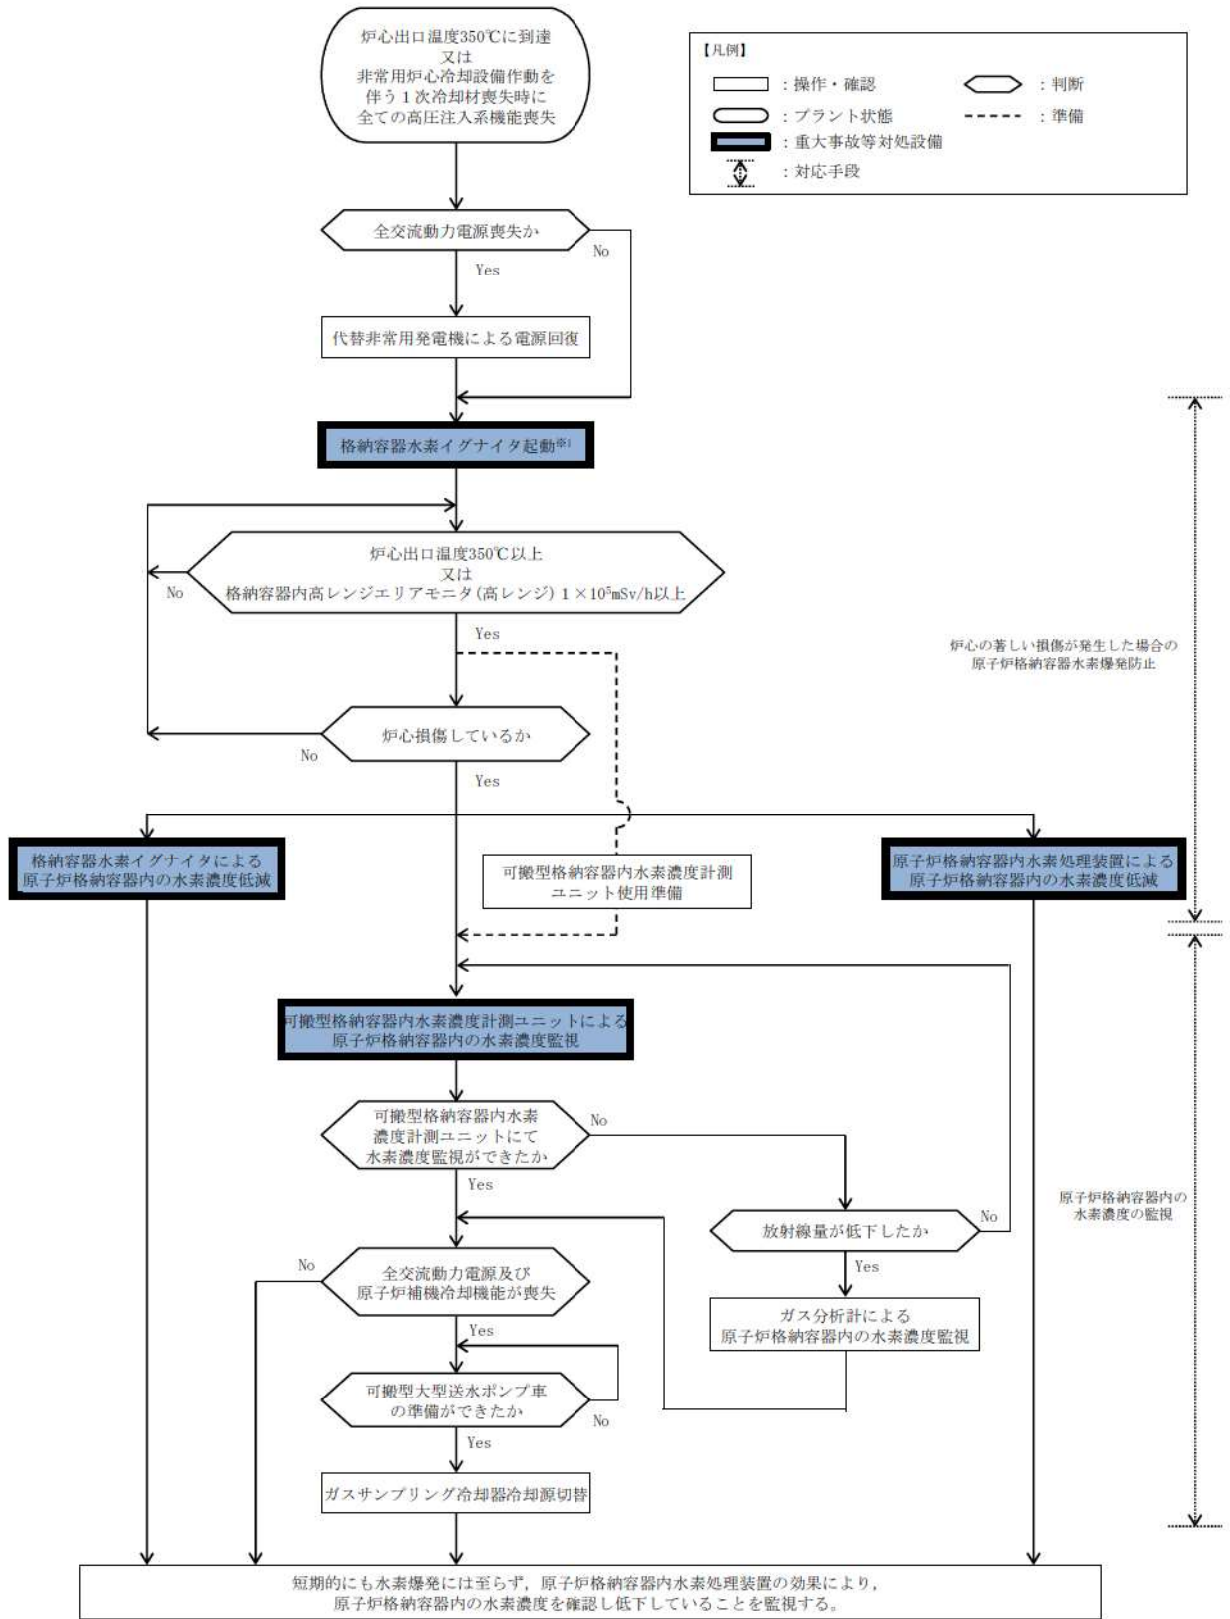 炉心出口温度350℃に到達
又は
非常用炉心冷却設備作動を
伴う1次冷却材喪失時に
全ての高圧注入系機能喪失
【凡例】
：操作・確認
：判断
：プラント状態
：準備
：重大事故等対処設備
：対応手段
全交流動力電源喪失か
No
Yes
代替非常用発電機による電源回復
格納容器水素イグナイタ起動※1
炉心出口温度350℃以上
又は
格納容器内高レンジエリアモニタ(高レンジ)1×10⁵mSv/h以上
No
Yes
炉心の著しい損傷が発生した場合の
原子炉格納容器水素爆発防止
炉心損傷しているか
No
Yes
格納容器水素イグナイタによる
原子炉格納容器内の水素濃度低減
可搬型格納容器内水素濃度計測
ユニット使用準備
原子炉格納容器内水素処理装置による
原子炉格納容器内の水素濃度低減
可搬型格納容器内水素濃度計測ユニットによる
原子炉格納容器内の水素濃度監視
可搬型格納容器内水素
濃度計測ユニットにて
水素濃度監視ができたか
No
Yes
原子炉格納容器内の
水素濃度の監視
放射線量が低下したか
No
Yes
全交流動力電源及び
原子炉補機冷却機能が喪失
No
Yes
ガス分析計による
原子炉格納容器内の水素濃度監視
可搬型大型送水ポンプ車
の準備ができたか
No
Yes
ガスサンプリング冷却器冷却源切替
短期的にも水素爆発には至らず，原子炉格納容器内水素処理装置の効果により，
原子炉格納容器内の水素濃度を確認し低下していることを監視する。